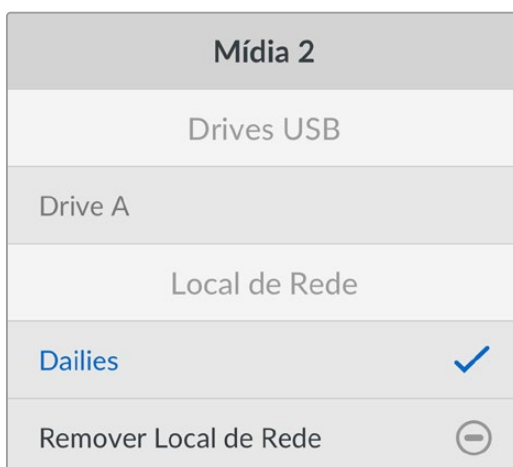 Mídia 2
Drives USB
Drive A
Local de Rede
Dailies
Remover Local de Rede